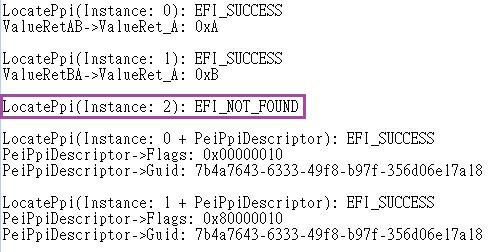 LocatePpi(Instance: 0): EFI_SUCCESS
ValueRetAB->ValueRet_A: 0xA
LocatePpi(Instance: 1): EFI_SUCCESS
ValueRetBA->ValueRet_A: 0xB
LocatePpi(Instance: 2): EFI_NOT_FOUND
LocatePpi(Instance: 0 + PeiPpiDescriptor): EFI_SUCCESS
PeiPpiDescriptor->Flags: 0x00000010
PeiPpiDescriptor->Guid: 7b4a7643-6333-49f8-b97f-356d06e17a18
LocatePpi(Instance: 1 + PeiPpiDescriptor): EFI_SUCCESS
PeiPpiDescriptor->Flags: 0x80000010
PeiPpiDescriptor->Guid: 7b4a7643-6333-49f8-b97f-356d06e17a18